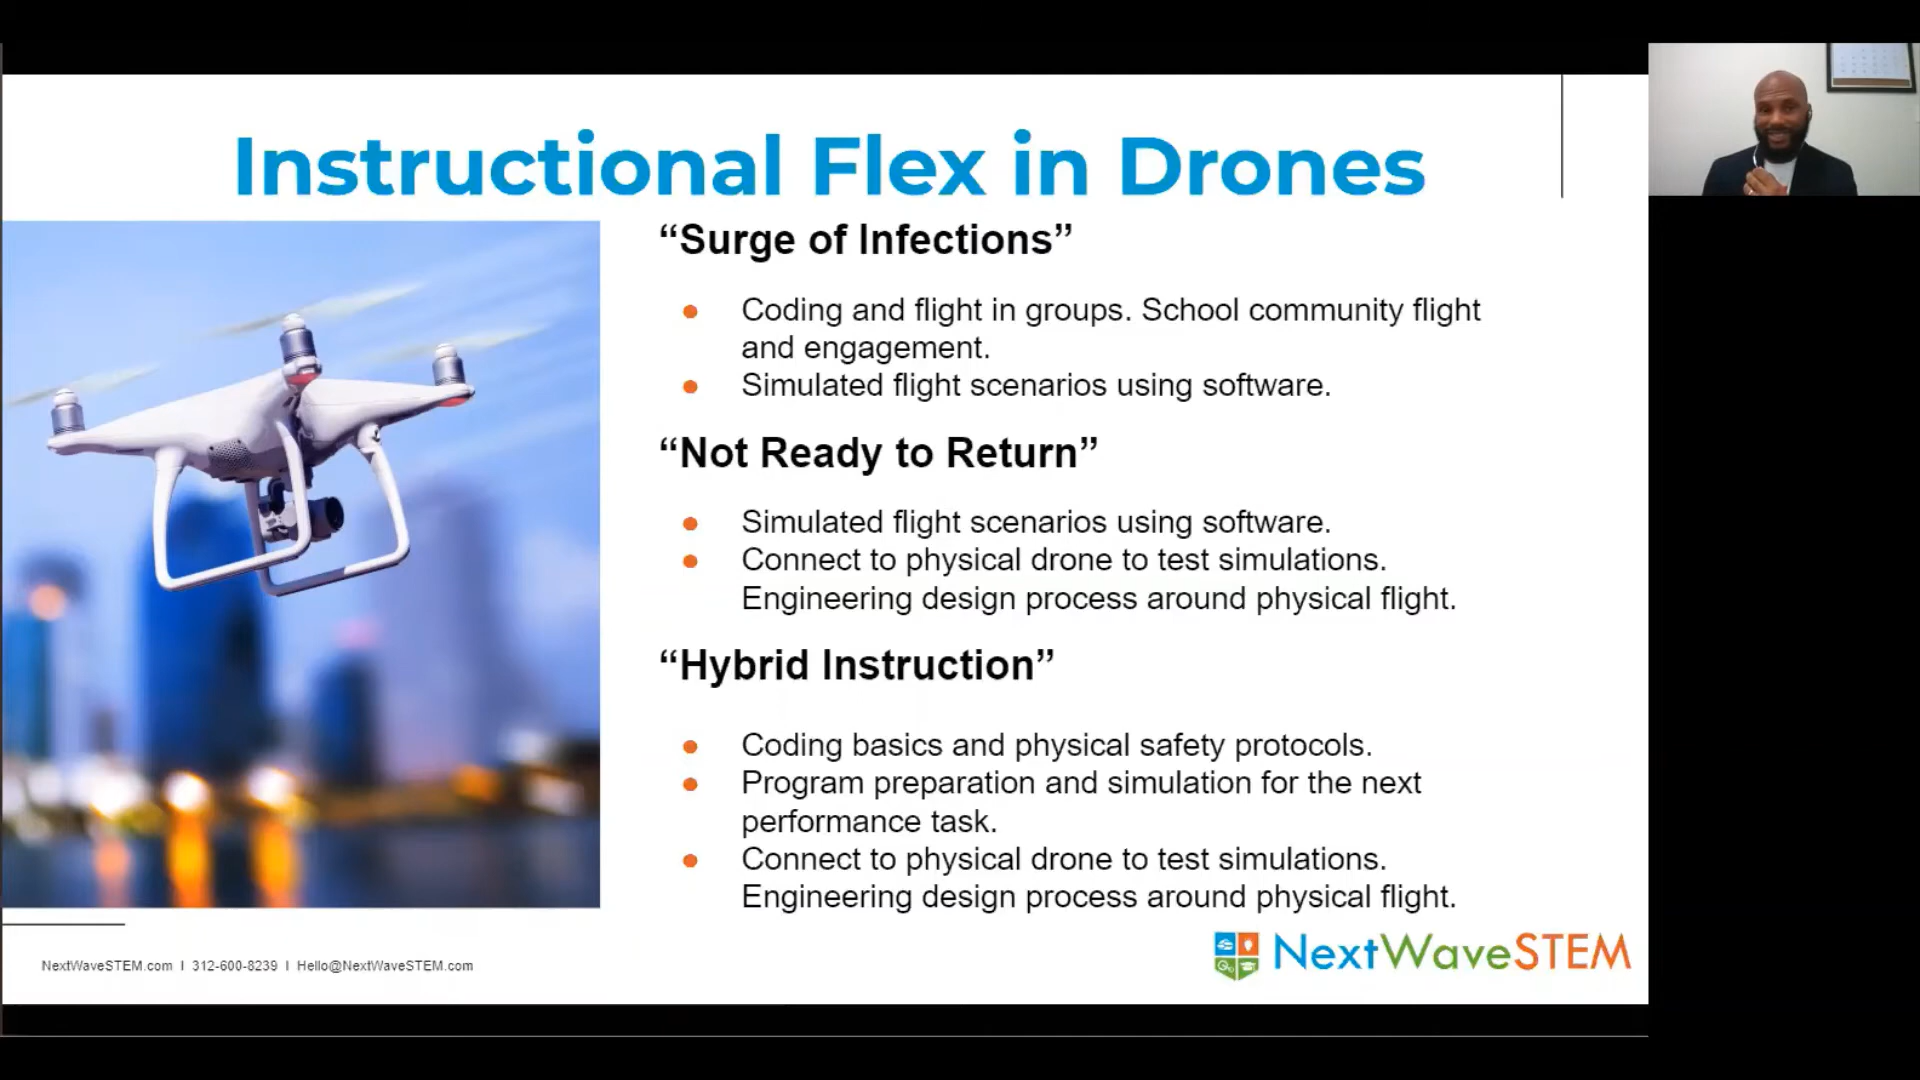 Instructional Flex in Drones
“Surge of Infections”
Coding and flight in groups. School community flight
and engagement.
Simulated flight scenarios using software.
“Not Ready to Return”
Simulated flight scenarios using software.
Connect to physical drone to test simulations.
Engineering design process around physical flight.
“Hybrid Instruction”
Coding basics and physical safety protocols.
Program preparation and simulation for the next
performance task.
Connect to physical drone to test simulations.
Engineering design process around physical flight.
NextWaveSTEM.com I 312-600-8239 I Hello@NextWaveSTEM.com
NextWaveSTEM